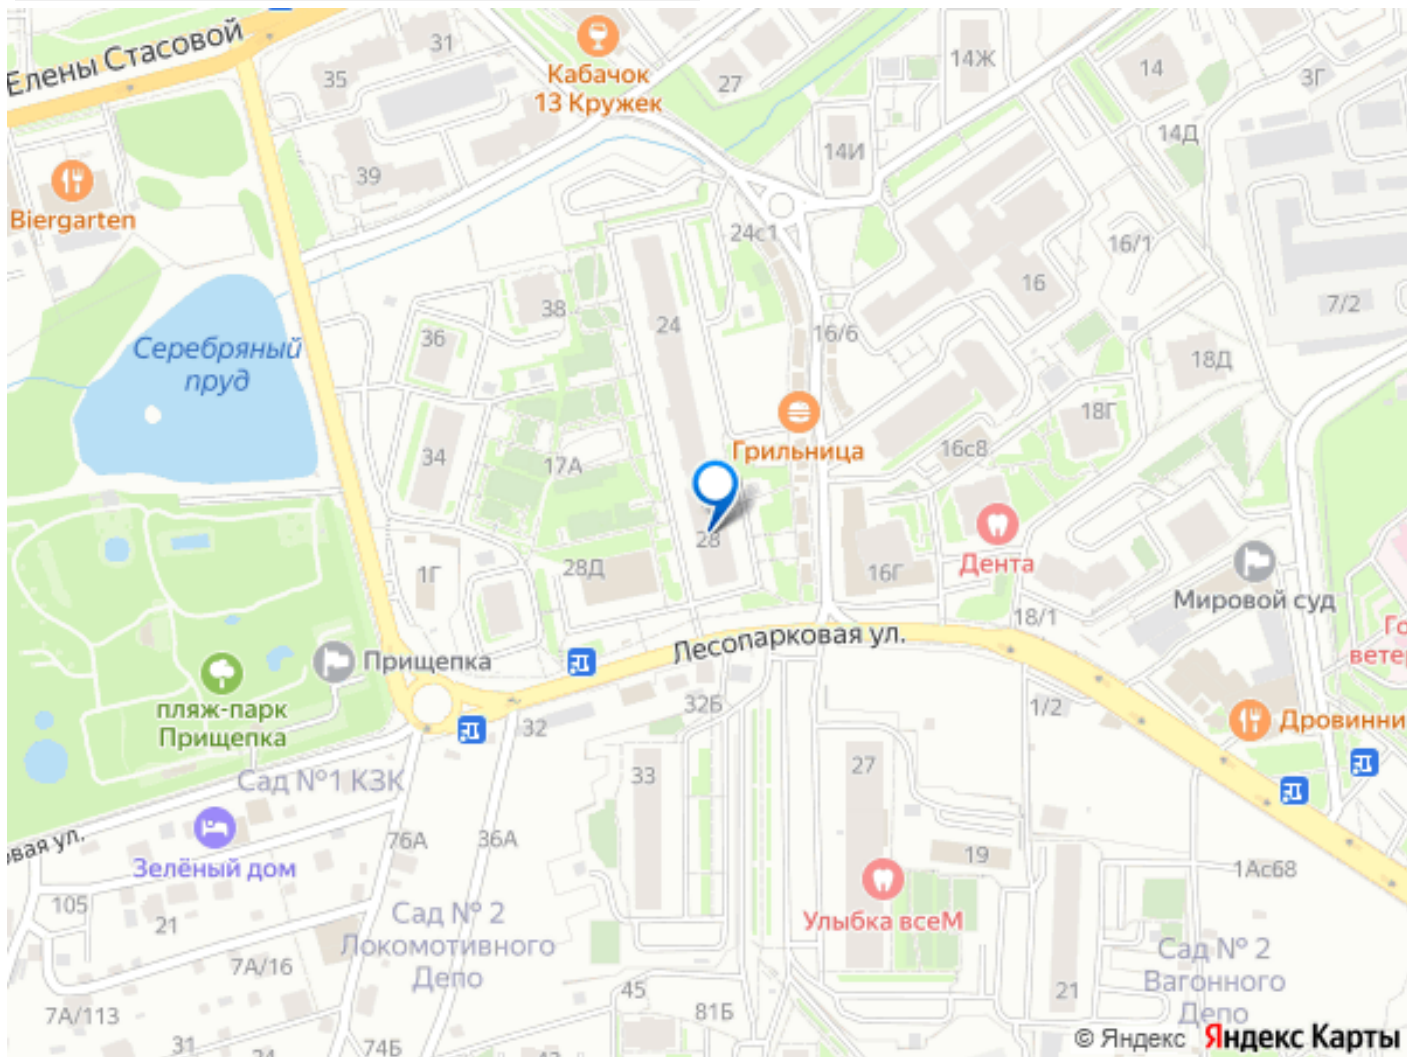 Елены Стасовой
31
35
Кабачок
13 Кружек
27
14Ж
14
3Г
14Д
14И
39
Biergarten
24с1
16/1
16
7/2
38
24
36
16/6
Серебряный
пруд
18Д
18Г
Грильница
16с8
34
17А
28
Дента
28Д
1Г
16Г
Мировой суд
18/1
Лесопарковая ул.
Прищепка
32Б
1/2
пляж-парк
Прищепка
32
Дровинни
Сад №1 КЗК
33
27
76А
36А
19
Зелёный дом
1Ас68
105
21
Улыбка всеМ
Сад № 2
Локомотивного
Депо
Сад № 2
Вагонного
Депо
7А/16
45
81Б
21
7А/113
31
74Б
© Яндекс Яндекс Карты